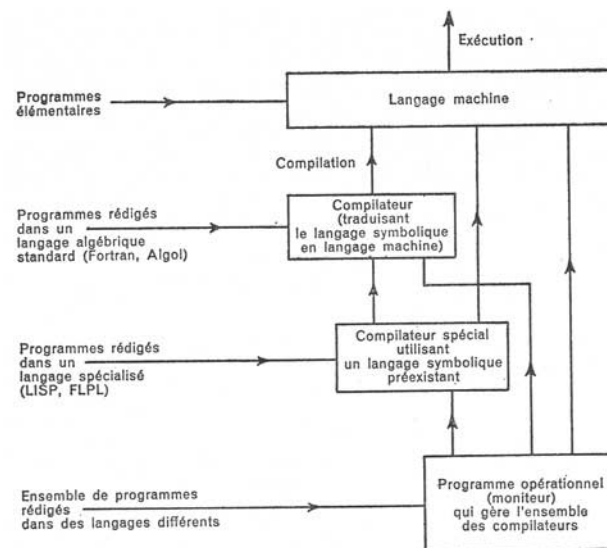 Exécution
Programmes
élémentaires
Langage machine
Compilation
Programmes rédigés
dans un
langage algébrique
standard (Fortran, Algol)
Compilateur
(traduisant
le langage symbolique
en langage machine)
Programmes rédigés
dans un
langage spécialisé
(LISP, FLPL)
Compilateur spécial
utilisant
un langage symbolique
préexistant
Ensemble de programmes
rédigés
dans des langages différents
Programme opérationnel
(moniteur)
qui gère l'ensemble
des compilateurs